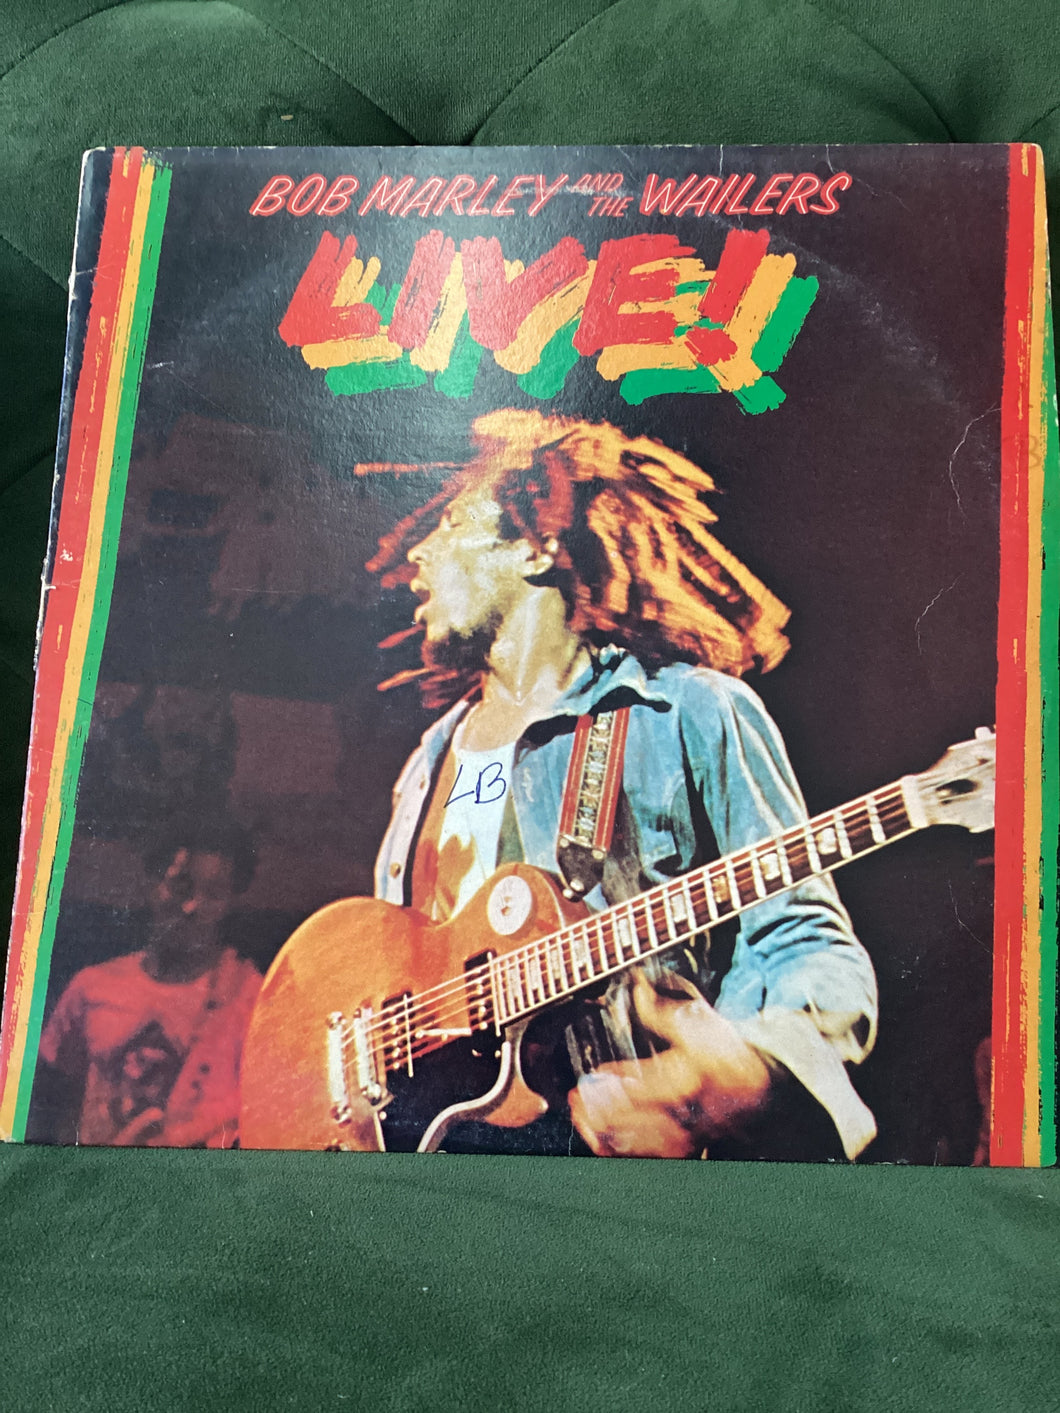 BOB MARLEY AND THE WAILERS
LIVE!
LB